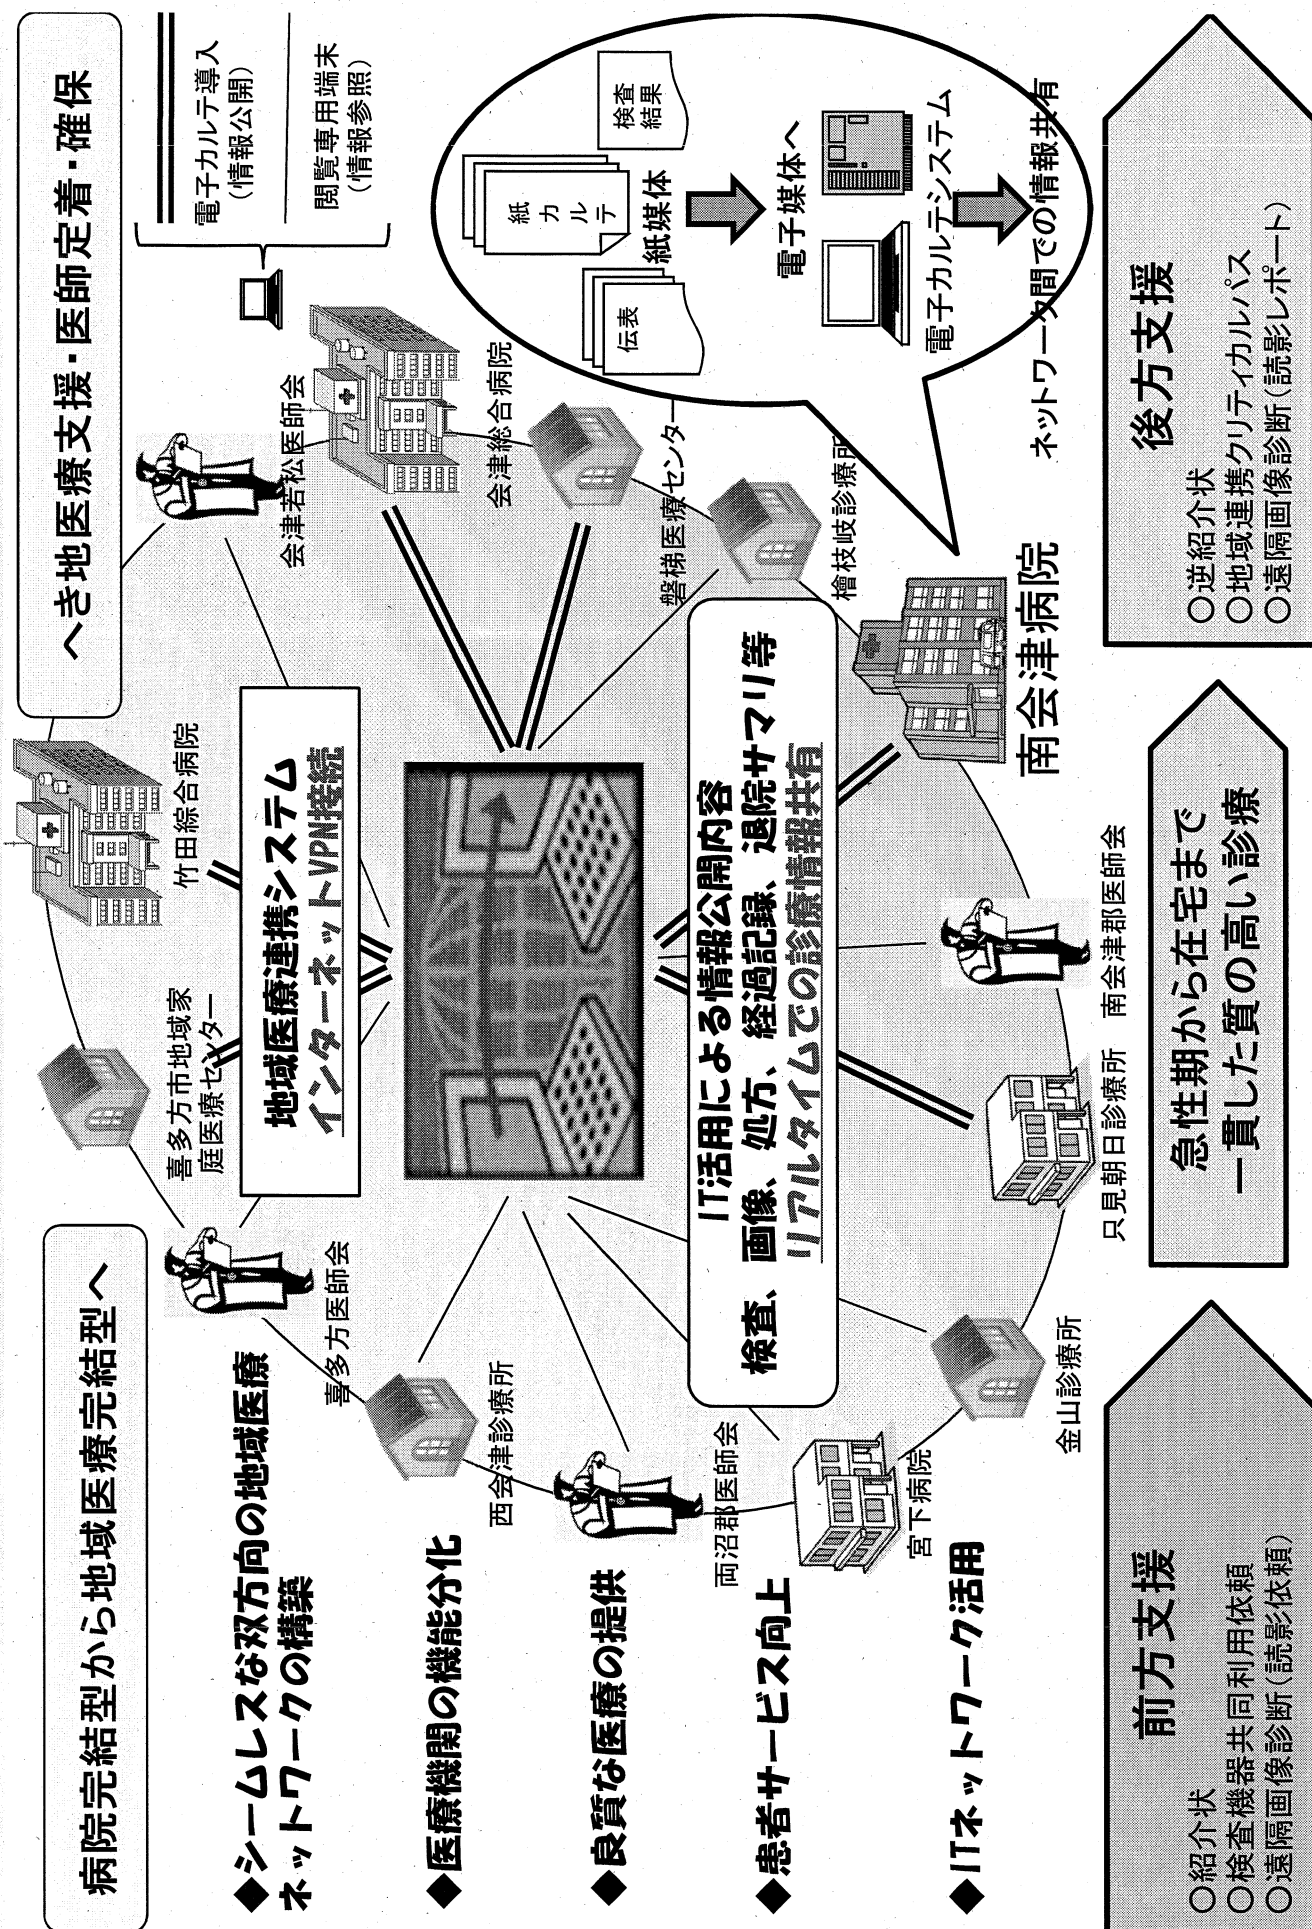 病院完結型から地域医療完結型へ
へき地医療支援・医師定着・確保
◆シームレスな双方向の地域医療
ネットワークの構築
◆医療機関の機能分化
◆良質な医療の提供
◆患者サービス向上
◆ITネットワーク活用
電子カルテ導入
(情報公開)
閲覧専用端末
(情報参照)
喜多方市地域家
庭医療センター
竹田綜合病院
会津若松医師会
会津総合病院
磐梯医療センター
檜枝岐診療所
南会津病院
南会津郡医師会
只見朝日診療所
金山診療所
宮下病院
両沼郡医師会
西会津診療所
喜多方医師会
地域医療連携システム
インターネットVPN接続
IT活用による情報公開内容
検査、画像、処方、経過記録、退院サマリ等
リアルタイムでの診療情報共有
伝表
紙
カ
ル
テ
検査
結果
紙媒体
電子媒体へ
電子カルテシステム
ネットワーク間での情報共有
前方支援
○紹介状
○検査機器共同利用依頼
○遠隔画像診断(読影依頼)
急性期から在宅まで
一貫した質の高い診療
後方支援
○逆紹介状
○地域連携クリティカルパス
○遠隔画像診断(読影レポート)